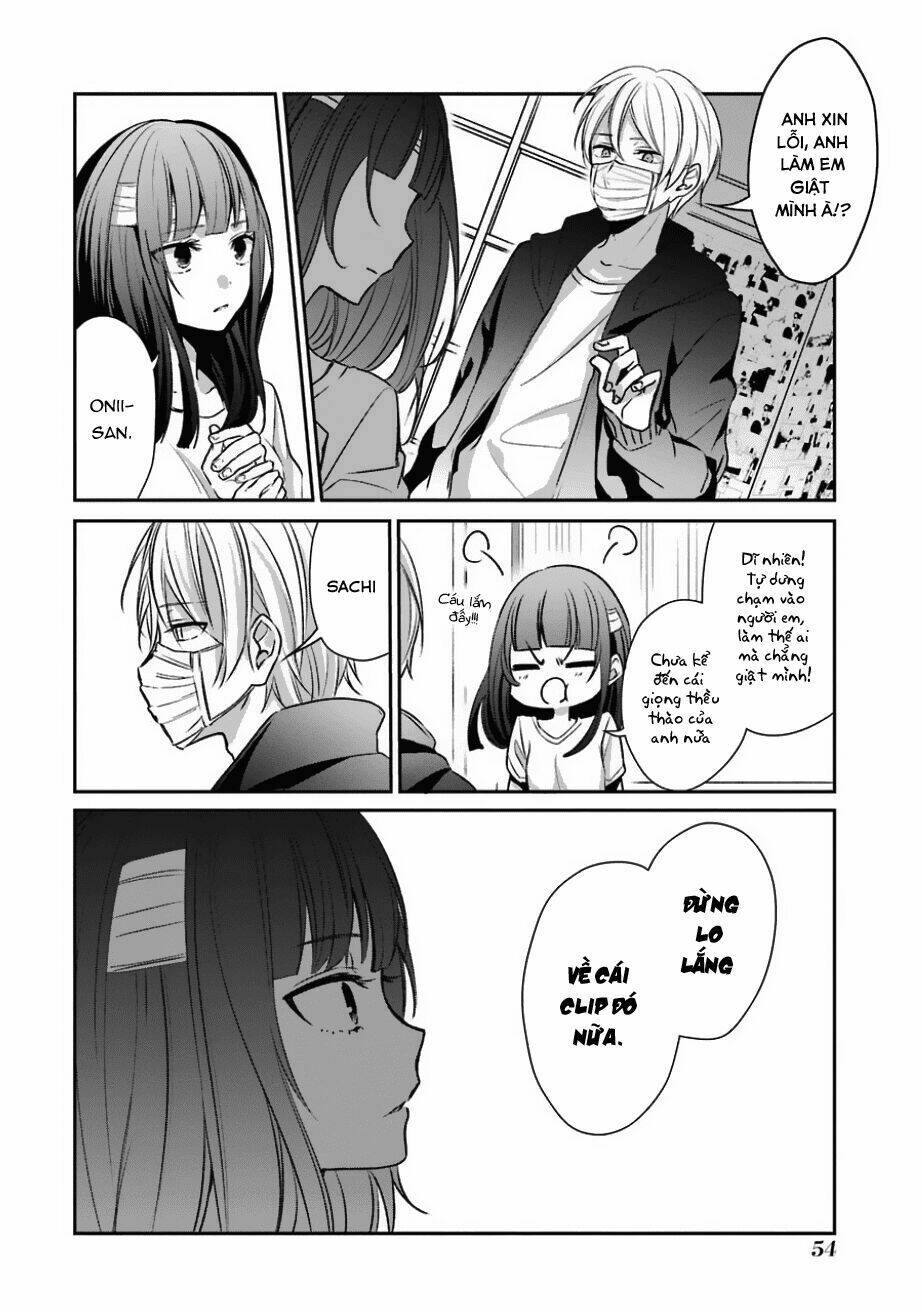 ANH XIN
LỖI, ANH
LÀM EM
GIẬT
MÌNH À!?
ONII-
SAN.
Dĩ nhiên!
Tự dưng
chạm vào
người em,
làm thế ai
mà chẳng
giật mình!
Chưa kể
đến cái
giọng thều
thào của
anh nữa
Cáu lắm
đấy!!!
SACHI
ĐỪNG
LO
LẮNG
VỀ CÁI
CLIP ĐÓ
NỮA.
54